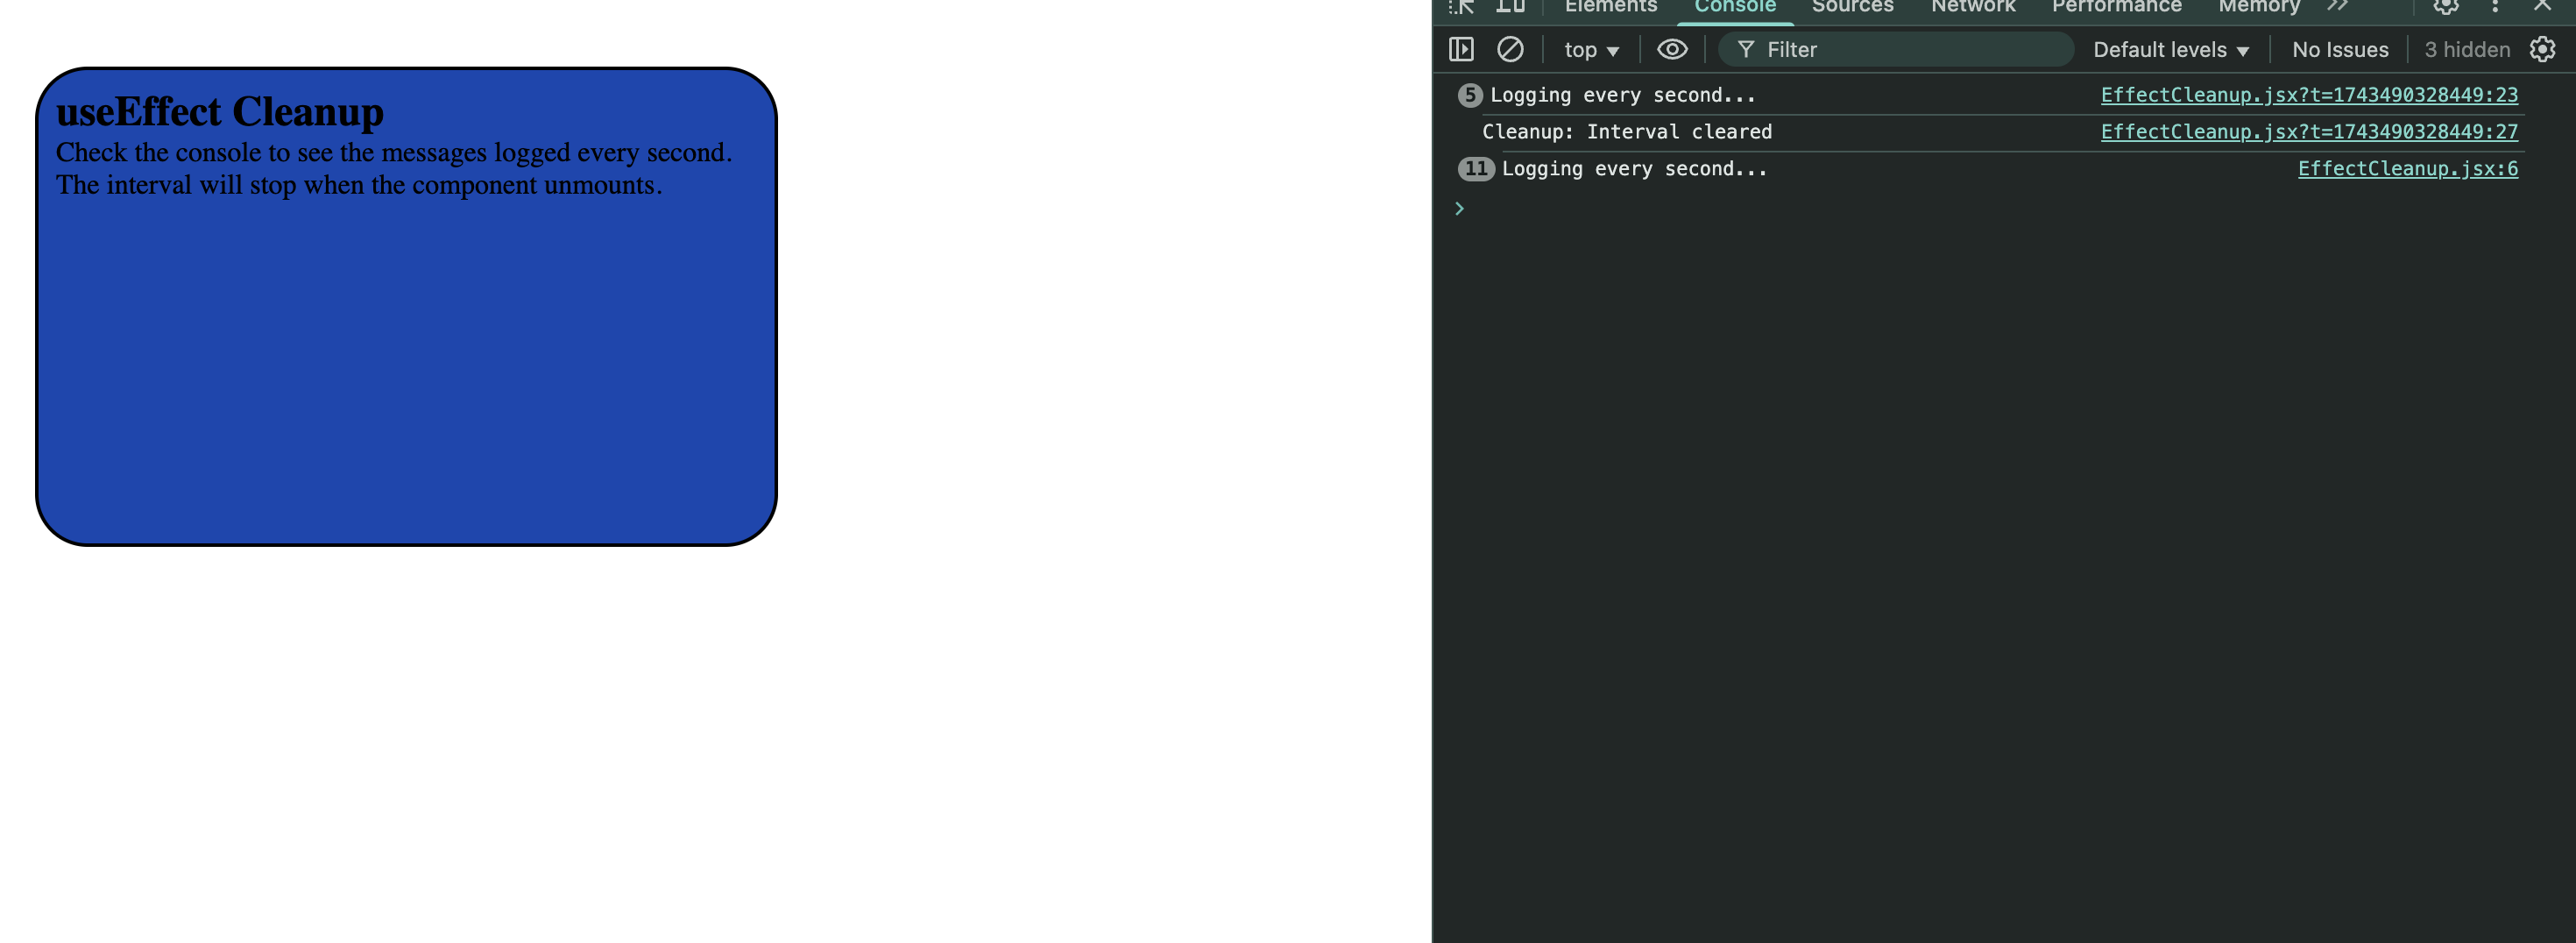 Elements Console Sources Network Performance Memory
top Filter Default levels No Issues 3 hidden
useEffect Cleanup
Check the console to see the messages logged every second.
The interval will stop when the component unmounts.
5 Logging every second... EffectCleanup.jsx?t=1743490328449:23
Cleanup: Interval cleared EffectCleanup.jsx?t=1743490328449:27
11 Logging every second... EffectCleanup.jsx:6